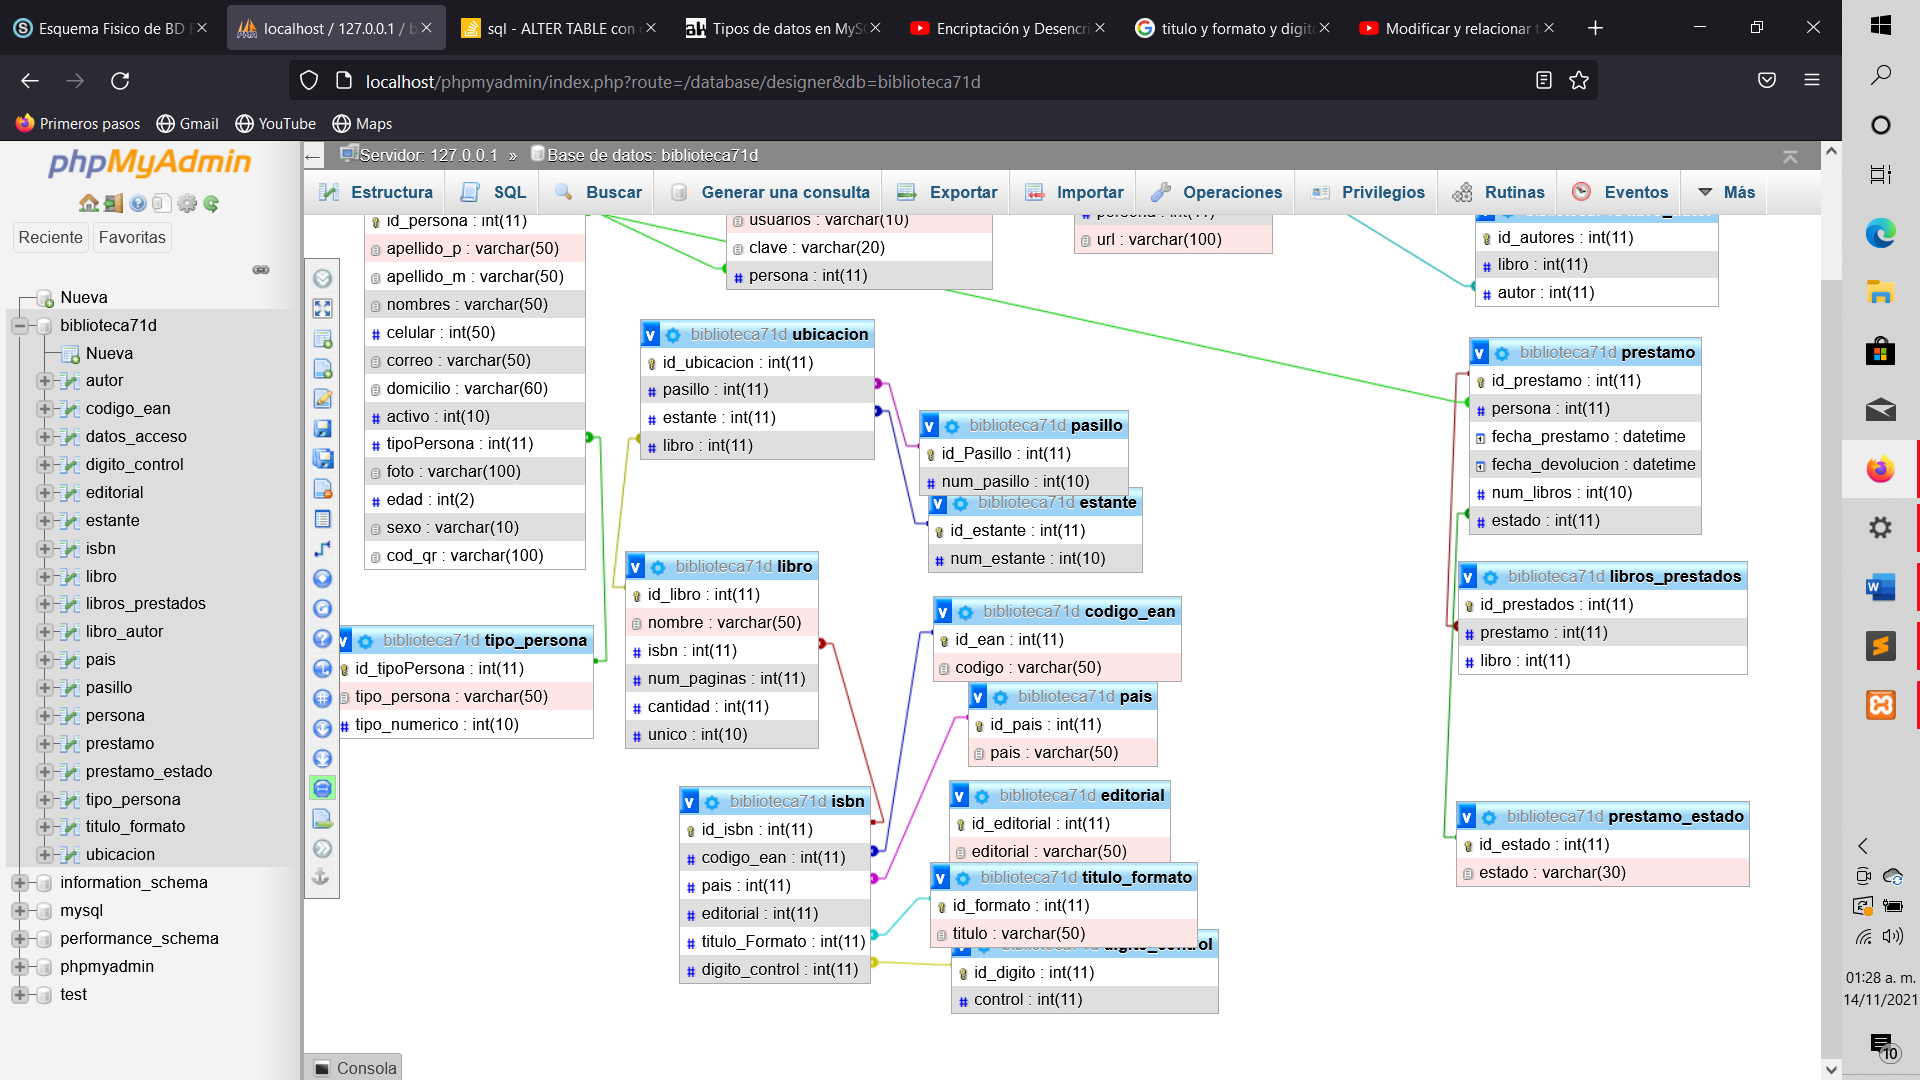 Esquema Fisico de BD E
localhost / 127.0.0.1 / b
sql - ALTER TABLE con
Tipos de datos en MySC
Encriptación y Desencri
titulo y formato y digit
Modificar y relacionar
localhost/phpmyadmin/index.php?route=/database/designer&db=biblioteca71d
Primeros pasos
Gmail
YouTube
Maps
phpMyAdmin
Reciente
Favoritas
Nueva
biblioteca71d
Nueva
autor
codigo_ean
datos_acceso
digito_control
editorial
estante
isbn
libro
libros_prestados
libro_autor
pais
pasillo
persona
prestamo
prestamo_estado
tipo_persona
titulo_formato
ubicacion
information_schema
mysql
performance_schema
phpmyadmin
test
Servidor: 127.0.0.1 » Base de datos: biblioteca71d
Estructura
SQL
Buscar
Generar una consulta
Exportar
Importar
Operaciones
Privilegios
Rutinas
Eventos
Más
id_persona : int(11)
apellido_p : varchar(50)
apellido_m : varchar(50)
nombres : varchar(50)
celular : int(50)
correo : varchar(50)
domicilio : varchar(60)
activo : int(10)
tipoPersona : int(11)
foto : varchar(100)
edad : int(2)
sexo : varchar(10)
cod_qr : varchar(100)
v biblioteca71d tipo_persona
id_tipoPersona : int(11)
tipo_persona : varchar(50)
# tipo_numerico : int(10)
usuarios : varchar(10)
clave : varchar(20)
# persona : int(11)
# persona : int(11)
url : varchar(100)
id_autores : int(11)
# libro : int(11)
# autor : int(11)
v biblioteca71d ubicacion
id_ubicacion : int(11)
# pasillo : int(11)
# estante : int(11)
# libro : int(11)
v biblioteca71d pasillo
id_Pasillo : int(11)
# num_pasillo : int(10)
v biblioteca71d estante
id_estante : int(11)
# num_estante : int(10)
v biblioteca71d libro
id_libro : int(11)
nombre : varchar(50)
# isbn : int(11)
# num_paginas : int(11)
# cantidad : int(11)
# unico : int(10)
v biblioteca71d codigo_ean
id_ean : int(11)
codigo : varchar(50)
v biblioteca71d pais
id_pais : int(11)
pais : varchar(50)
v biblioteca71d isbn
id_isbn : int(11)
# codigo_ean : int(11)
# pais : int(11)
# editorial : int(11)
# titulo_Formato : int(11)
# digito_control : int(11)
v biblioteca71d editorial
id_editorial : int(11)
editorial : varchar(50)
v biblioteca71d titulo_formato
id_formato : int(11)
titulo : varchar(50)
biblioteca71d digito_control
id_digito : int(11)
# control : int(11)
v biblioteca71d prestamo
id_prestamo : int(11)
# persona : int(11)
fecha_prestamo : datetime
fecha_devolucion : datetime
# num_libros : int(10)
# estado : int(11)
v biblioteca71d libros_prestados
id_prestados : int(11)
# prestamo : int(11)
# libro : int(11)
v biblioteca71d prestamo_estado
id_estado : int(11)
estado : varchar(30)
Consola
01:28 a. m.
14/11/2021
10